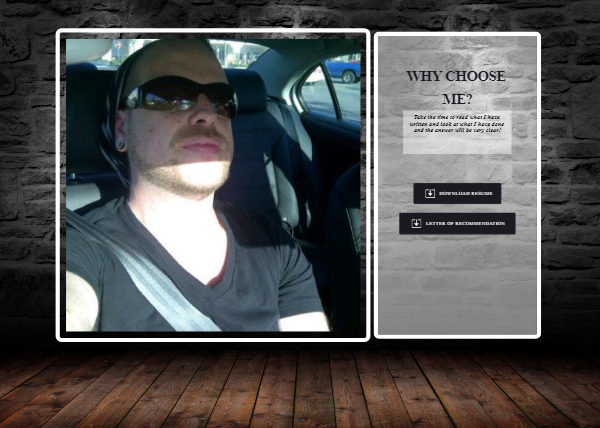 WHY CHOOSE
ME?
Take the time to read what I have
written and look at what I have done
and the answer will be very clear!
DOWNLOAD RESUME
LETTER OF RECOMMENDATION